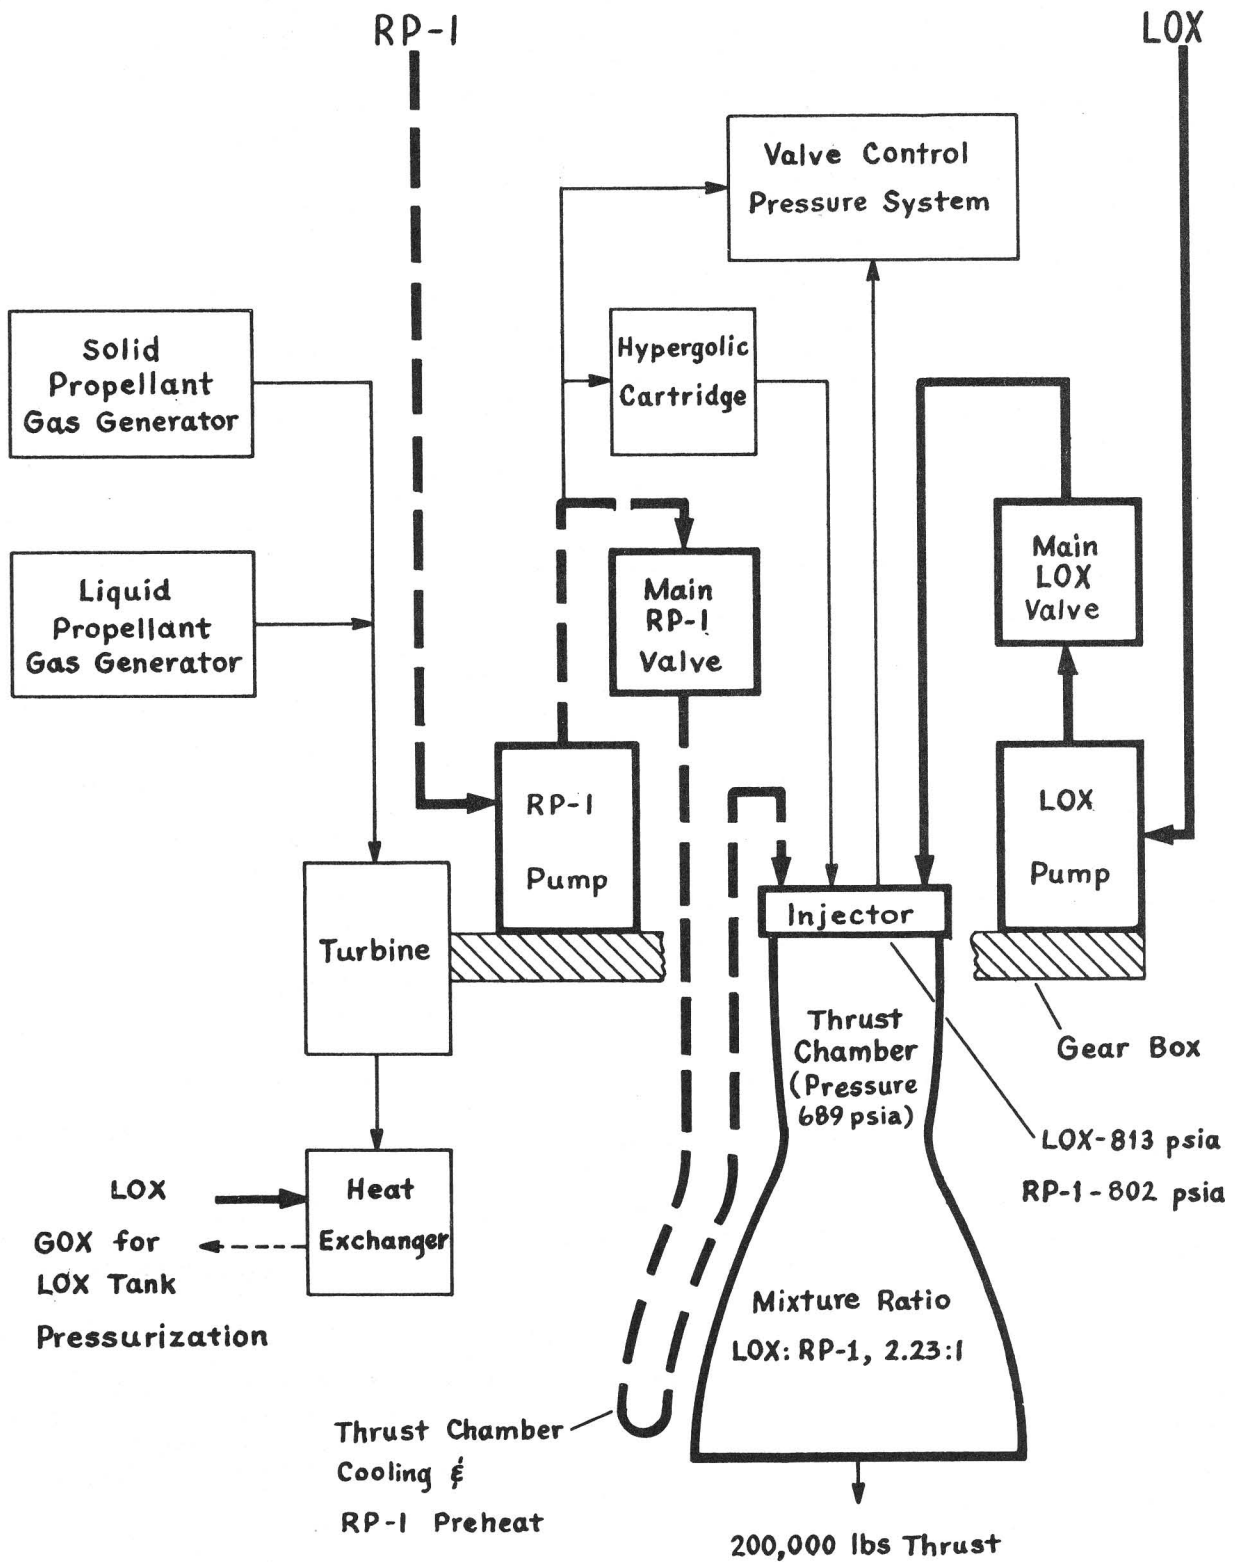 RP-1
LOX
Valve Control
Pressure System
Solid
Propellant
Gas Generator
Hypergolic
Cartridge
Liquid
Propellant
Gas Generator
Main
RP-1
Valve
Main
LOX
Valve
RP-1
Pump
LOX
Pump
Turbine
Injector
Thrust
Chamber
(Pressure
689 psia)
Gear Box
LOX-813 psia
RP-1-802 psia
LOX
GOX for
LOX Tank
Pressurization
Heat
Exchanger
Mixture Ratio
LOX: RP-1, 2.23:1
Thrust Chamber
Cooling &
RP-1 Preheat
200,000 lbs Thrust